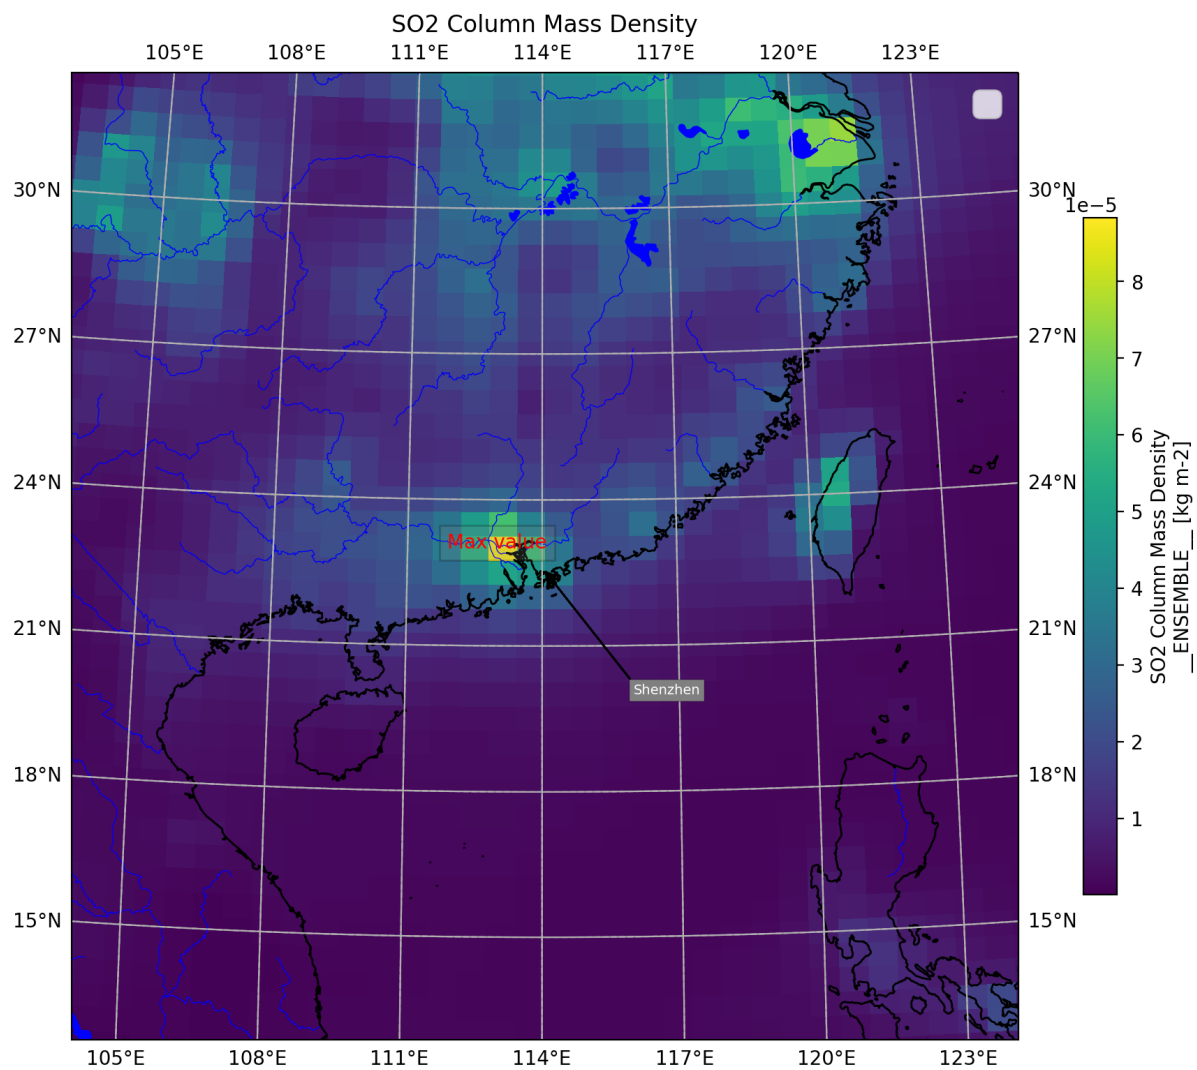 SO2 Column Mass Density
105°E 108°E 111°E 114°E 117°E 120°E 123°E
30°N 30°N
1e−5
8
27°N 27°N
7
6
24°N 24°N
5
Max value
4
21°N 21°N
3
Shenzhen
2
18°N 18°N
1
15°N 15°N
SO2 Column Mass Density
__ENSEMBLE__ [kg m-2]
105°E 108°E 111°E 114°E 117°E 120°E 123°E